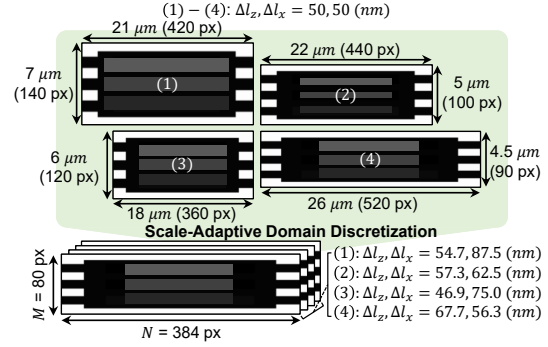 (1) − (4): Δl_z, Δl_x = 50, 50 (nm)
21 μm (420 px)
22 μm (440 px)
7 μm
(140 px)
(1)
(2)
5 μm
(100 px)
6 μm
(120 px)
(3)
(4)
4.5 μm
(90 px)
18 μm (360 px)
26 μm (520 px)
Scale-Adaptive Domain Discretization
M = 80 px
(1): Δl_z, Δl_x = 54.7, 87.5 (nm)
(2): Δl_z, Δl_x = 57.3, 62.5 (nm)
(3): Δl_z, Δl_x = 46.9, 75.0 (nm)
(4): Δl_z, Δl_x = 67.7, 56.3 (nm)
N = 384 px